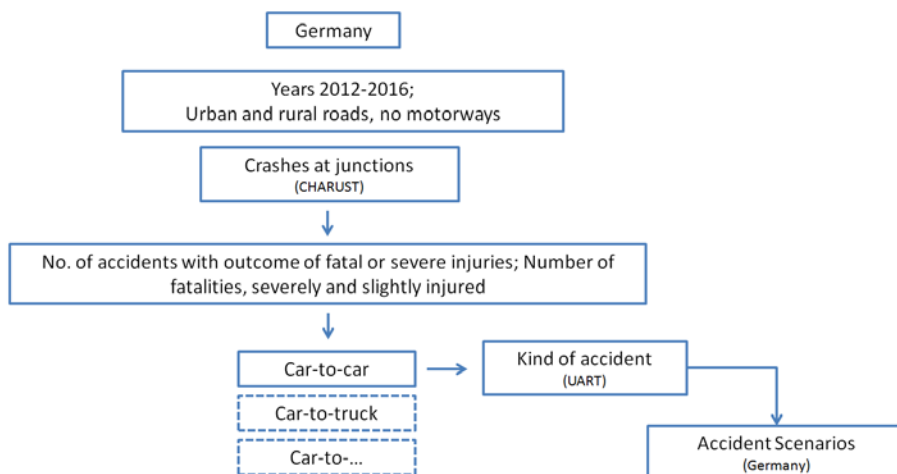 Germany
Years 2012-2016;
Urban and rural roads, no motorways
Crashes at junctions
(CHARUST)
No. of accidents with outcome of fatal or severe injuries; Number of
fatalities, severely and slightly injured
Car-to-car
Kind of accident
(UART)
Car-to-truck
Car-to-...
Accident Scenarios
(Germany)